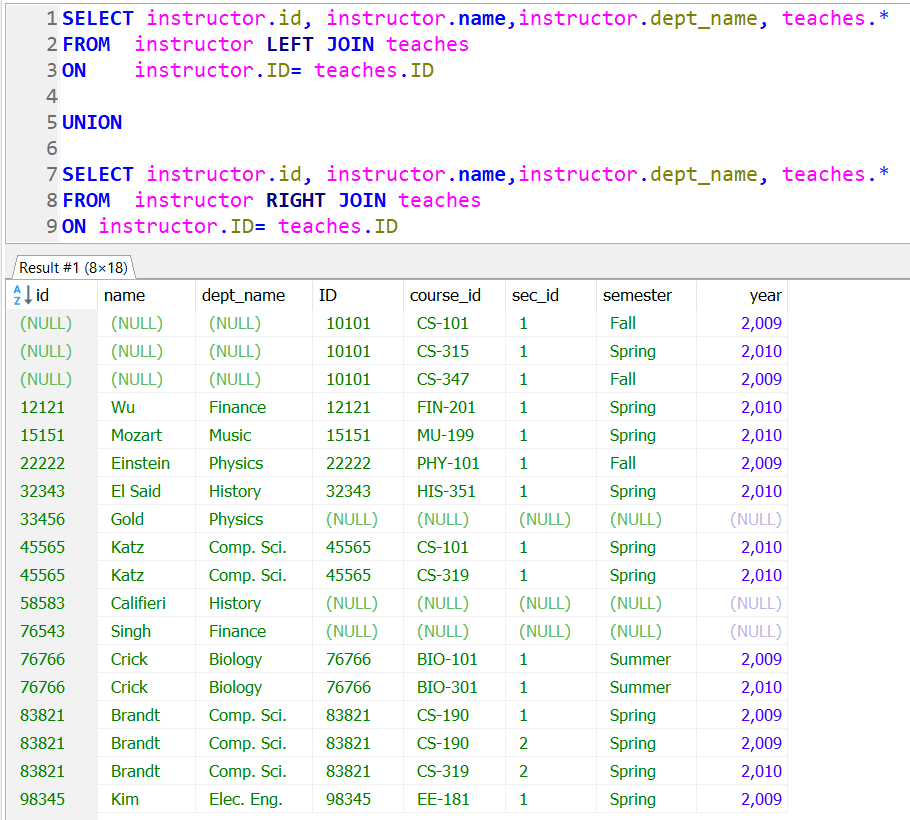 1 SELECT instructor.id, instructor.name,instructor.dept_name, teaches.*
2 FROM  instructor LEFT JOIN teaches
3 ON    instructor.ID= teaches.ID
4
5 UNION
6
7 SELECT instructor.id, instructor.name,instructor.dept_name, teaches.*
8 FROM  instructor RIGHT JOIN teaches
9 ON instructor.ID= teaches.ID
Result #1 (8×18)
AZ↓ id name dept_name ID course_id sec_id semester year
(NULL) (NULL) (NULL) 10101 CS-101 1 Fall 2,009
(NULL) (NULL) (NULL) 10101 CS-315 1 Spring 2,010
(NULL) (NULL) (NULL) 10101 CS-347 1 Fall 2,009
12121 Wu Finance 12121 FIN-201 1 Spring 2,010
15151 Mozart Music 15151 MU-199 1 Spring 2,010
22222 Einstein Physics 22222 PHY-101 1 Fall 2,009
32343 El Said History 32343 HIS-351 1 Spring 2,010
33456 Gold Physics (NULL) (NULL) (NULL) (NULL) (NULL)
45565 Katz Comp. Sci. 45565 CS-101 1 Spring 2,010
45565 Katz Comp. Sci. 45565 CS-319 1 Spring 2,010
58583 Califieri History (NULL) (NULL) (NULL) (NULL) (NULL)
76543 Singh Finance (NULL) (NULL) (NULL) (NULL) (NULL)
76766 Crick Biology 76766 BIO-101 1 Summer 2,009
76766 Crick Biology 76766 BIO-301 1 Summer 2,010
83821 Brandt Comp. Sci. 83821 CS-190 1 Spring 2,009
83821 Brandt Comp. Sci. 83821 CS-190 2 Spring 2,009
83821 Brandt Comp. Sci. 83821 CS-319 2 Spring 2,010
98345 Kim Elec. Eng. 98345 EE-181 1 Spring 2,009